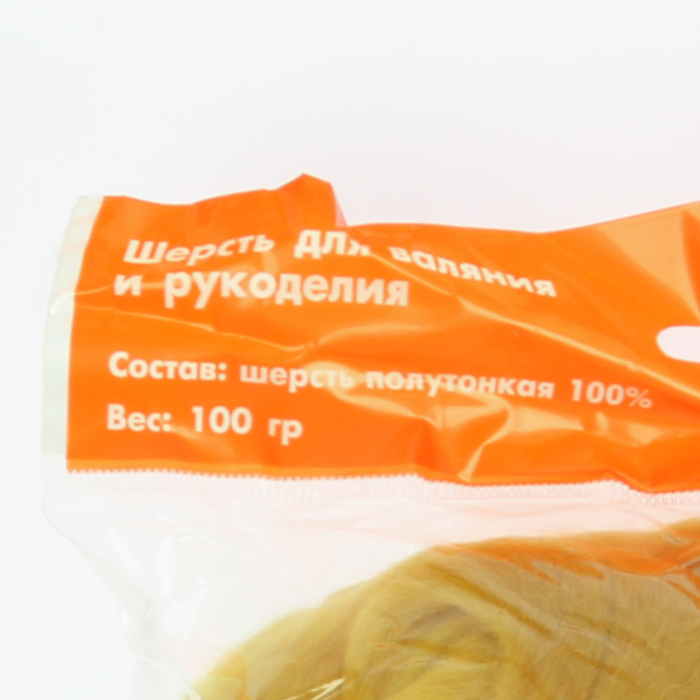 Шерсть для валяния
и рукоделия
Состав: шерсть полутонкая 100%
Вес: 100 гр